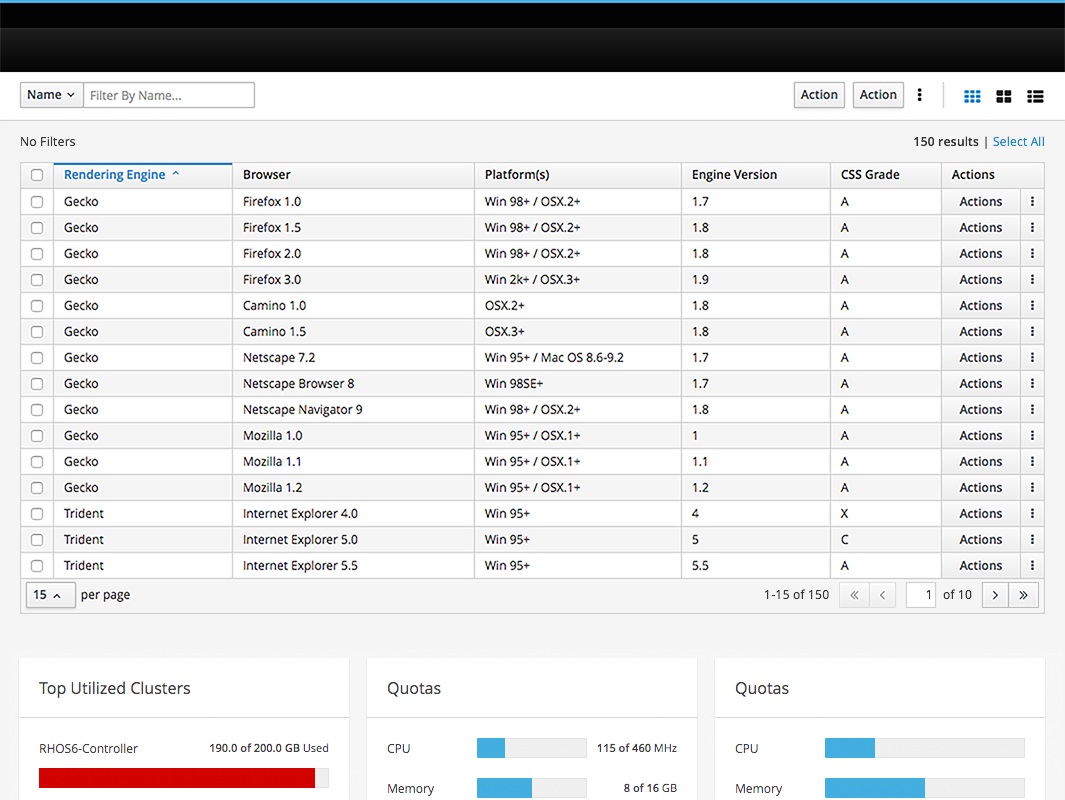 Name Filter By Name... Action Action
No Filters 150 results | Select All
Rendering Engine Browser Platform(s) Engine Version CSS Grade Actions
Gecko Firefox 1.0 Win 98+ / OSX.2+ 1.7 A Actions
Gecko Firefox 1.5 Win 98+ / OSX.2+ 1.8 A Actions
Gecko Firefox 2.0 Win 98+ / OSX.2+ 1.8 A Actions
Gecko Firefox 3.0 Win 2k+ / OSX.3+ 1.9 A Actions
Gecko Camino 1.0 OSX.2+ 1.8 A Actions
Gecko Camino 1.5 OSX.3+ 1.8 A Actions
Gecko Netscape 7.2 Win 95+ / Mac OS 8.6-9.2 1.7 A Actions
Gecko Netscape Browser 8 Win 98SE+ 1.7 A Actions
Gecko Netscape Navigator 9 Win 98+ / OSX.2+ 1.8 A Actions
Gecko Mozilla 1.0 Win 95+ / OSX.1+ 1 A Actions
Gecko Mozilla 1.1 Win 95+ / OSX.1+ 1.1 A Actions
Gecko Mozilla 1.2 Win 95+ / OSX.1+ 1.2 A Actions
Trident Internet Explorer 4.0 Win 95+ 4 X Actions
Trident Internet Explorer 5.0 Win 95+ 5 C Actions
Trident Internet Explorer 5.5 Win 95+ 5.5 A Actions
15 per page 1-15 of 150 « ‹ 1 of 10 › »
Top Utilized Clusters Quotas Quotas
RHOS6-Controller 190.0 of 200.0 GB Used CPU 115 of 460 MHz CPU
Memory 8 of 16 GB Memory